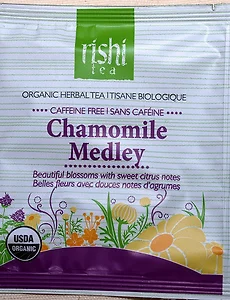 rishi
tea
ORGANIC HERBAL TEA | TISANE BIOLOGIQUE
CAFFEINE FREE | SANS CAFÉINE
Chamomile
Medley
Beautiful blossoms with sweet citrus notes
Belles fleurs avec douces notes d'agrumes
USDA
ORGANIC